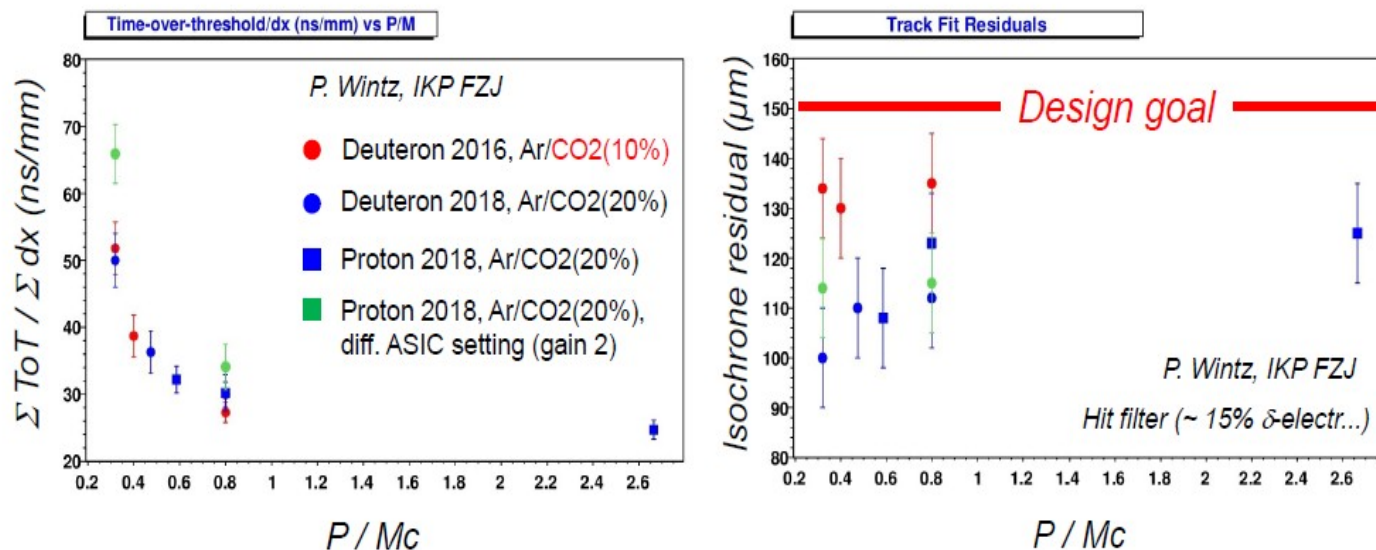 Time-over-threshold/dx (ns/mm) vs P/M
Σ ToT / Σ dx (ns/mm)
80
70
60
50
40
30
20
P. Wintz, IKP FZJ
Deuteron 2016, Ar/CO2(10%)
Deuteron 2018, Ar/CO2(20%)
Proton 2018, Ar/CO2(20%)
Proton 2018, Ar/CO2(20%),
diff. ASIC setting (gain 2)
0.2 0.4 0.6 0.8 1 1.2 1.4 1.6 1.8 2 2.2 2.4 2.6
P / Mc
Track Fit Residuals
Isochrone residual (μm)
160
150
140
130
120
110
100
90
80
Design goal
P. Wintz, IKP FZJ
Hit filter (~ 15% δ-electr...)
0.2 0.4 0.6 0.8 1 1.2 1.4 1.6 1.8 2 2.2 2.4 2.6
P / Mc